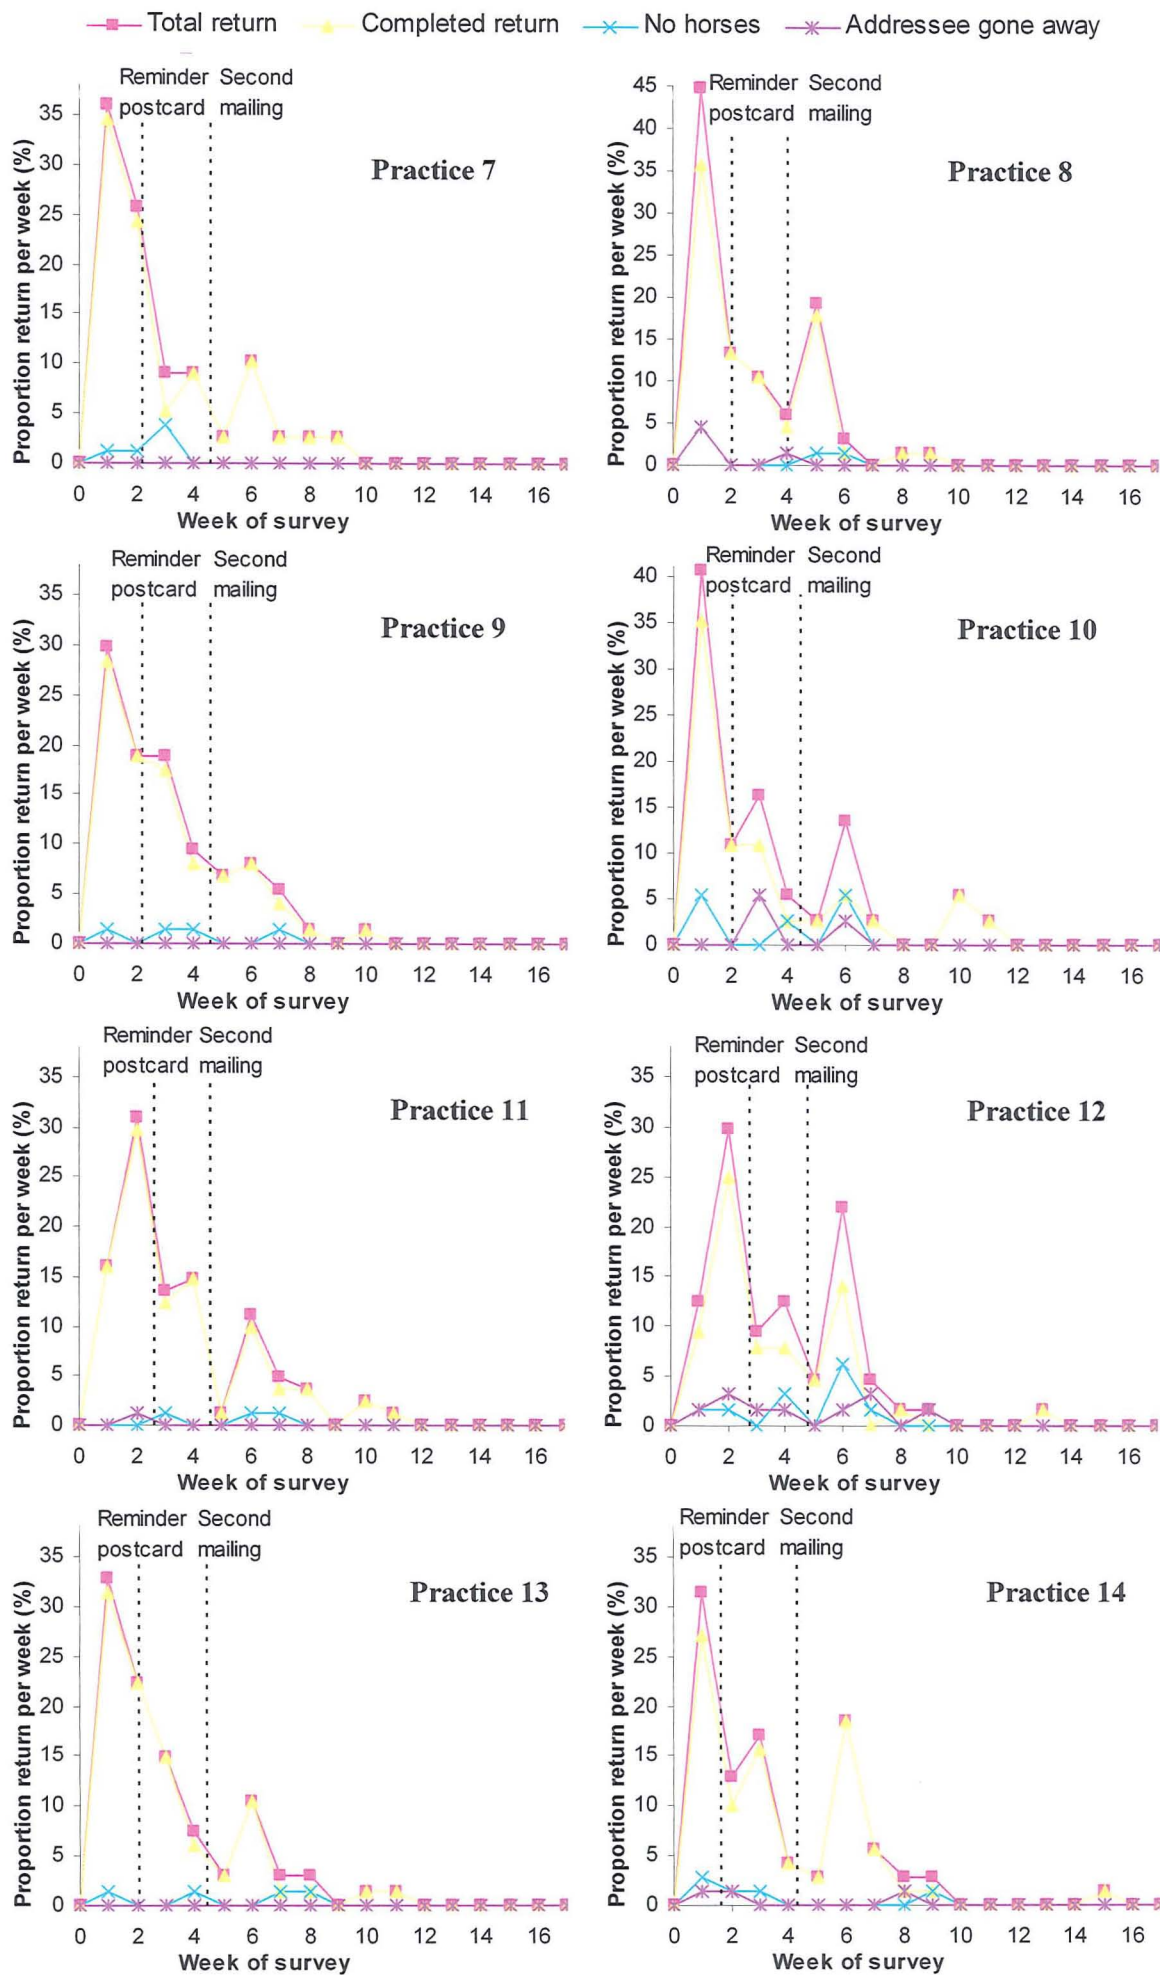 Total return Completed return No horses Addressee gone away
Reminder Second
postcard mailing
Practice 7
Proportion return per week (%)
35
30
25
20
15
10
5
0
0 2 4 6 8 10 12 14 16
Week of survey
Reminder Second
postcard mailing
Practice 8
Proportion return per week (%)
45
40
35
30
25
20
15
10
5
0
0 2 4 6 8 10 12 14 16
Week of survey
Reminder Second
postcard mailing
Practice 9
Proportion return per week (%)
35
30
25
20
15
10
5
0
0 2 4 6 8 10 12 14 16
Week of survey
Reminder Second
postcard mailing
Practice 10
Proportion return per week (%)
40
35
30
25
20
15
10
5
0
0 2 4 6 8 10 12 14 16
Week of survey
Reminder Second
postcard mailing
Practice 11
Proportion return per week (%)
35
30
25
20
15
10
5
0
0 2 4 6 8 10 12 14 16
Week of survey
Reminder Second
postcard mailing
Practice 12
Proportion return per week (%)
35
30
25
20
15
10
5
0
0 2 4 6 8 10 12 14 16
Week of survey
Reminder Second
postcard mailing
Practice 13
Proportion return per week (%)
35
30
25
20
15
10
5
0
0 2 4 6 8 10 12 14 16
Week of survey
Reminder Second
postcard mailing
Practice 14
Proportion return per week (%)
35
30
25
20
15
10
5
0
0 2 4 6 8 10 12 14 16
Week of survey